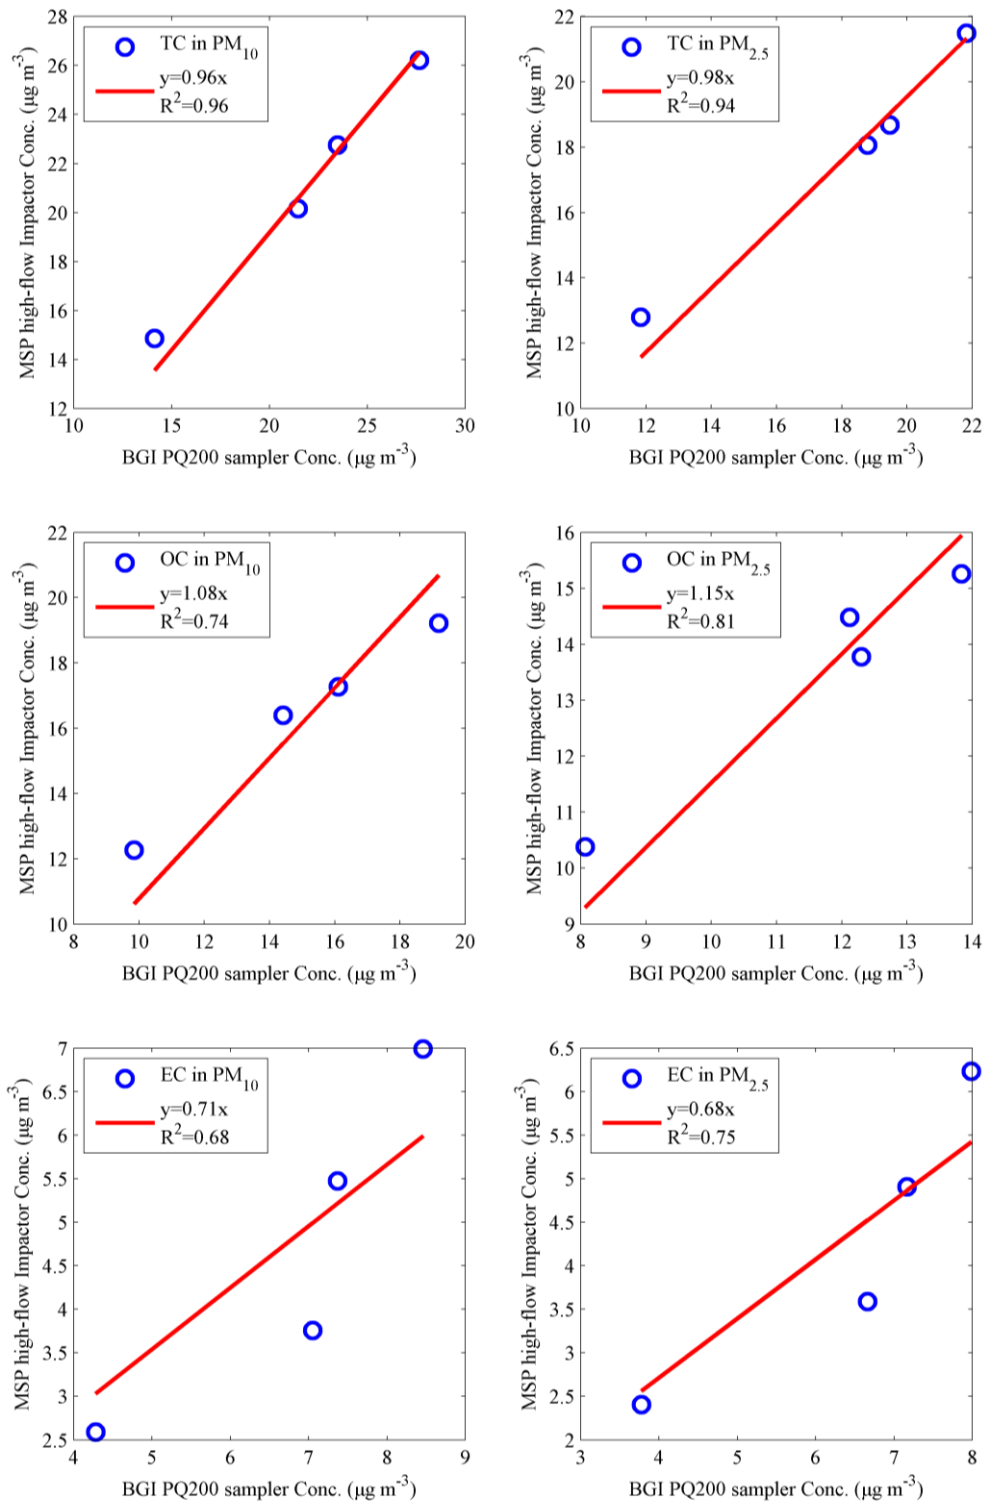 28
26
24
22
20
18
16
14
12
10
15
20
25
30
MSP high-flow Impactor Conc. (μg m-3)
BGI PQ200 sampler Conc. (μg m-3)
TC in PM10
y=0.96x
R2=0.96
22
20
18
16
14
12
10
10
12
14
16
18
20
22
MSP high-flow Impactor Conc. (μg m-3)
BGI PQ200 sampler Conc. (μg m-3)
TC in PM2.5
y=0.98x
R2=0.94
22
20
18
16
14
12
10
8
10
12
14
16
18
20
MSP high-flow Impactor Conc. (μg m-3)
BGI PQ200 sampler Conc. (μg m-3)
OC in PM10
y=1.08x
R2=0.74
16
15
14
13
12
11
10
9
8
9
10
11
12
13
14
MSP high-flow Impactor Conc. (μg m-3)
BGI PQ200 sampler Conc. (μg m-3)
OC in PM2.5
y=1.15x
R2=0.81
7
6.5
6
5.5
5
4.5
4
3.5
3
2.5
4
5
6
7
8
9
MSP high-flow Impactor Conc. (μg m-3)
BGI PQ200 sampler Conc. (μg m-3)
EC in PM10
y=0.71x
R2=0.68
6.5
6
5.5
5
4.5
4
3.5
3
2.5
2
3
4
5
6
7
8
MSP high-flow Impactor Conc. (μg m-3)
BGI PQ200 sampler Conc. (μg m-3)
EC in PM2.5
y=0.68x
R2=0.75